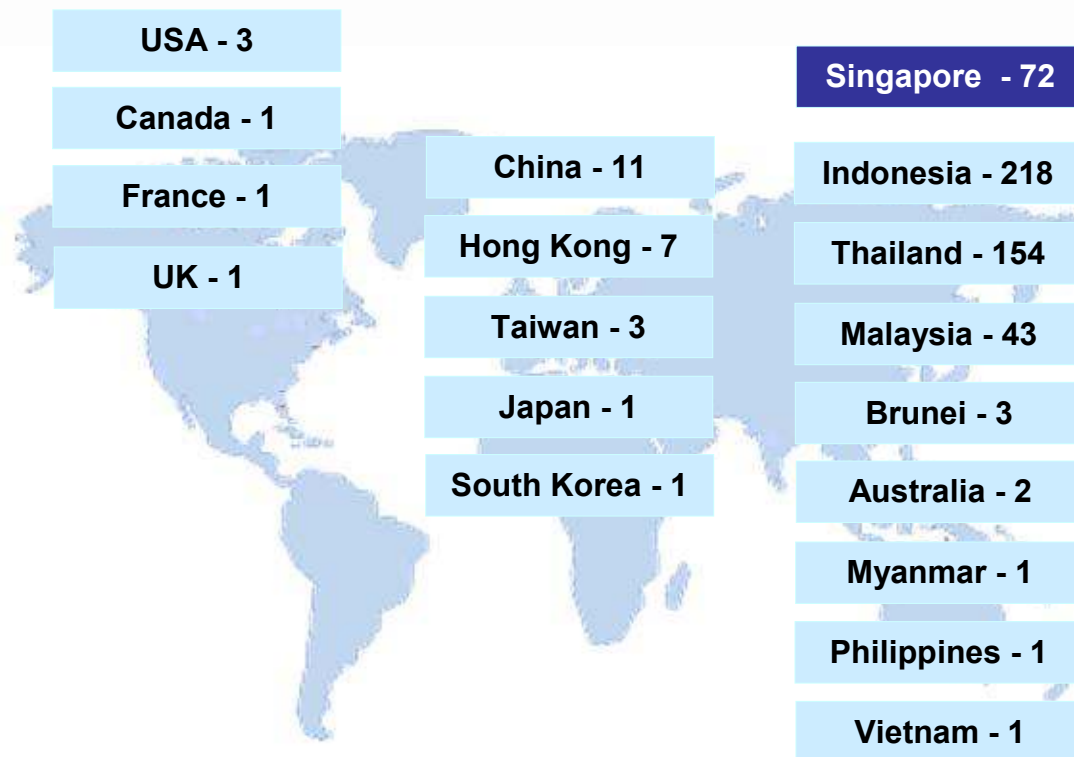 USA - 3
Canada - 1
France - 1
UK - 1
China - 11
Hong Kong - 7
Taiwan - 3
Japan - 1
South Korea - 1
Singapore - 72
Indonesia - 218
Thailand - 154
Malaysia - 43
Brunei - 3
Australia - 2
Myanmar - 1
Philippines - 1
Vietnam - 1